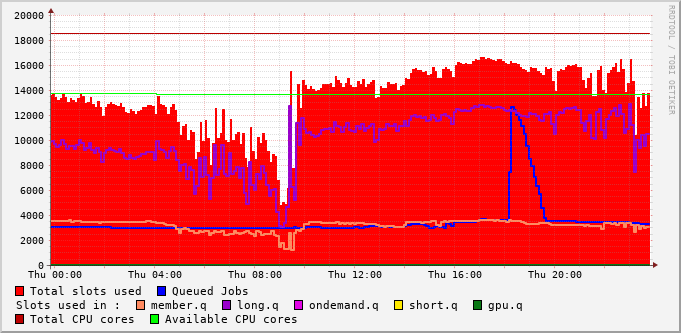 20000
18000
16000
14000
12000
10000
8000
6000
4000
2000
0
Thu 00:00 Thu 04:00 Thu 08:00 Thu 12:00 Thu 16:00 Thu 20:00
Total slots used Queued Jobs
Slots used in : member.q long.q ondemand.q short.q gpu.q
Total CPU cores Available CPU cores
RRDTOOL / TOBI OETIKER